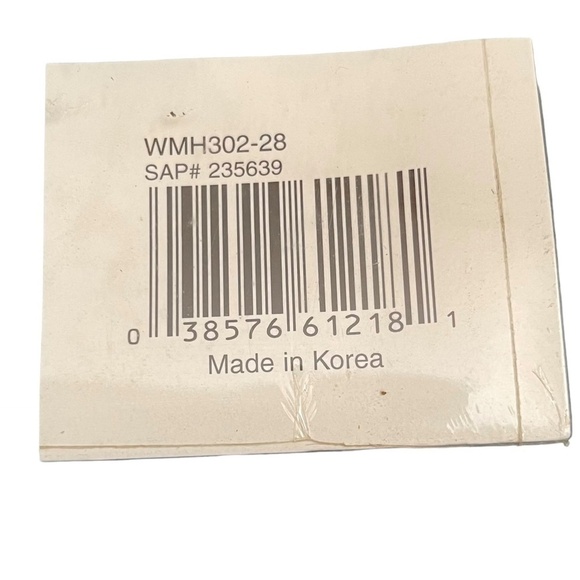 WMH302-28
SAP# 235639
0 38576 61218 1
Made in Korea